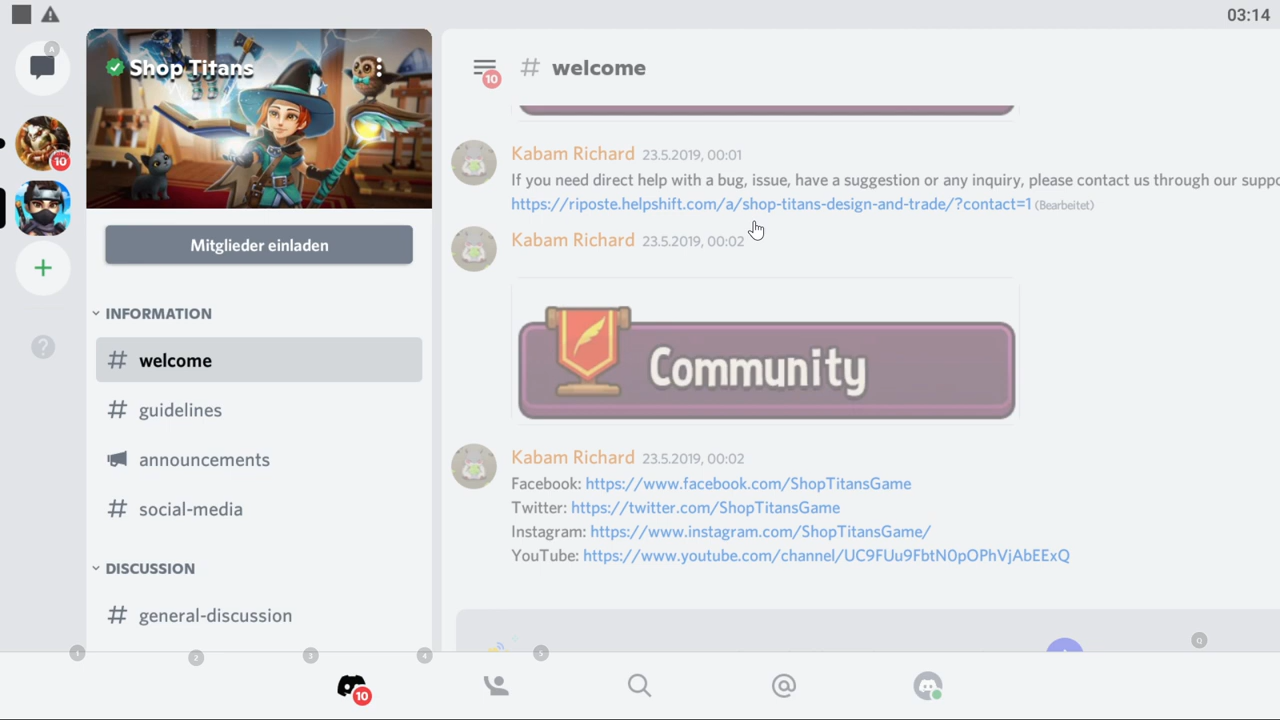 03:14
A
Shop Titans
10
Mitglieder einladen
INFORMATION
# welcome
# guidelines
announcements
# social-media
DISCUSSION
# general-discussion
10
# welcome
Kabam Richard 23.5.2019, 00:01
If you need direct help with a bug, issue, have a suggestion or any inquiry, please contact us through our
https://riposte.helpshift.com/a/shop-titans-design-and-trade/?contact=1 (Bearbeitet)
Kabam Richard 23.5.2019, 00:02
Community
Kabam Richard 23.5.2019, 00:02
Facebook: https://www.facebook.com/ShopTitansGame
Twitter: https://twitter.com/ShopTitansGame
Instagram: https://www.instagram.com/ShopTitansGame/
YouTube: https://www.youtube.com/channel/UC9FUu9FbtN0pOPhVjAbEExQ
1 2 3 4 5 Q
10 @